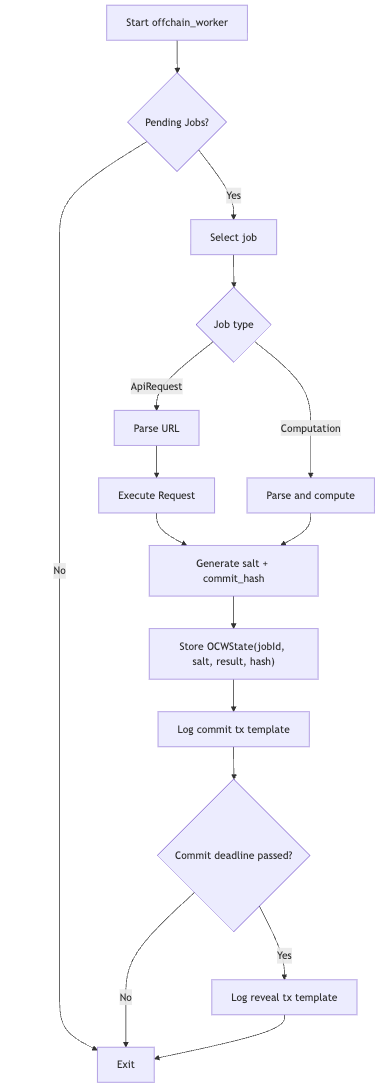 Start offchain_worker
Pending Jobs?
Yes
Select job
Job type
ApiRequest
Parse URL
Computation
Execute Request
Parse and compute
Generate salt +
commit_hash
No
Store OCWState(jobId,
salt, result, hash)
Log commit tx template
Commit deadline passed?
Yes
No
Log reveal tx template
Exit